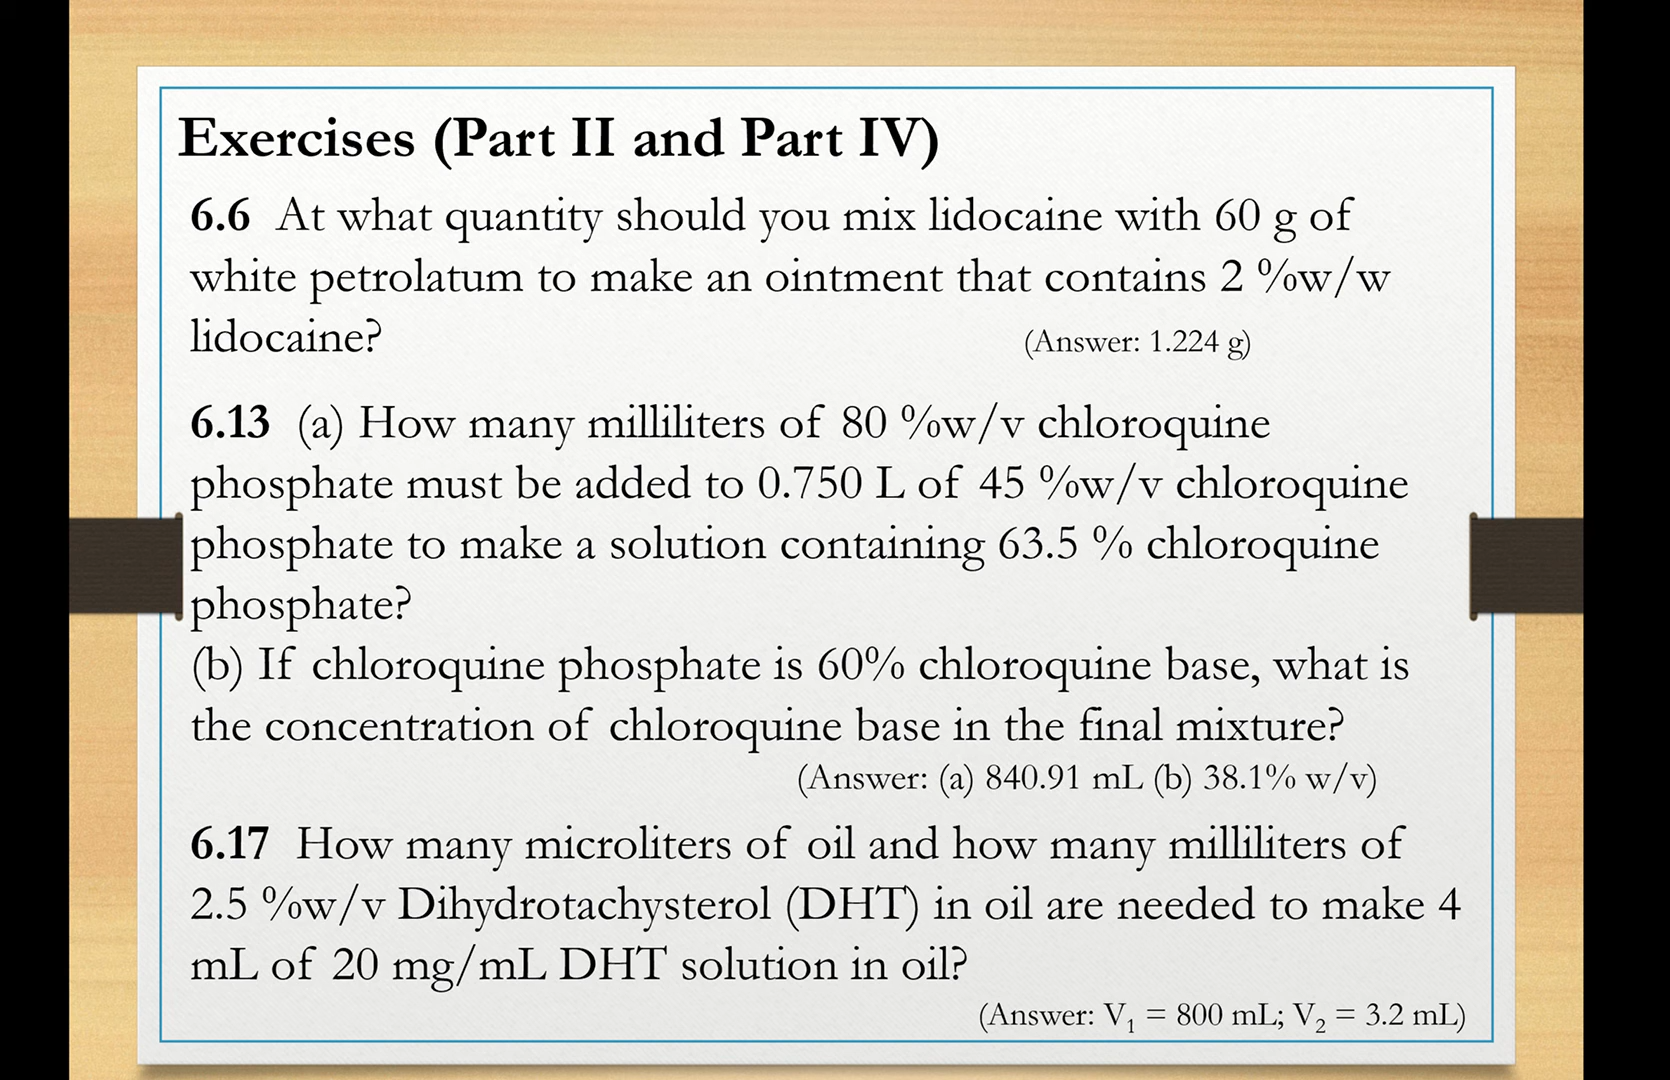 Exercises (Part II and Part IV)
6.6 At what quantity should you mix lidocaine with 60 g of
white petrolatum to make an ointment that contains 2 %w/w
lidocaine? (Answer: 1.224 g)
6.13 (a) How many milliliters of 80 %w/v chloroquine
phosphate must be added to 0.750 L of 45 %w/v chloroquine
phosphate to make a solution containing 63.5 % chloroquine
phosphate?
(b) If chloroquine phosphate is 60% chloroquine base, what is
the concentration of chloroquine base in the final mixture?
(Answer: (a) 840.91 mL (b) 38.1% w/v)
6.17 How many microliters of oil and how many milliliters of
2.5 %w/v Dihydrotachysterol (DHT) in oil are needed to make 4
mL of 20 mg/mL DHT solution in oil?
(Answer: V₁ = 800 mL; V₂ = 3.2 mL)